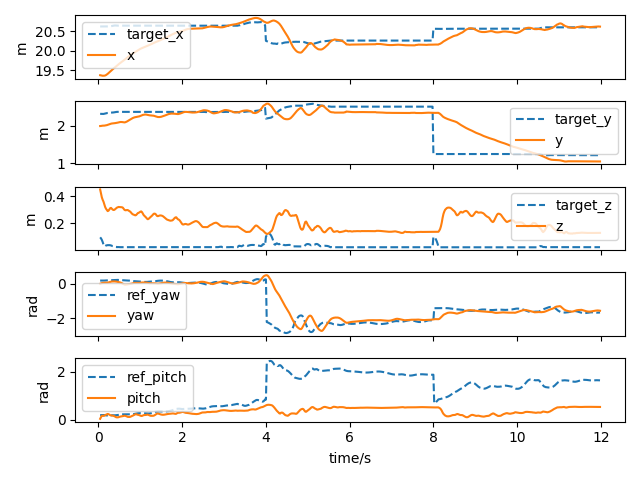 20.5
20.0
19.5
m
target_x
x
2
1
m
target_y
y
0.4
0.2
m
target_z
z
0
−2
rad
ref_yaw
yaw
2
0
rad
ref_pitch
pitch
0 2 4 6 8 10 12
time/s